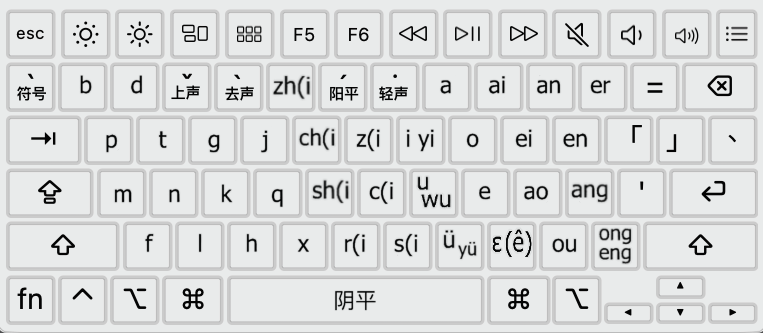 esc F5 F6
ˋ 符号 b d ˇ 上声 ˋ 去声 zh(i ˊ 阳平 ˙ 轻声 a ai an er =
p t g j ch(i z(i i yi o ei en 「 」 、
m n k q sh(i c(i u wu e ao ang '
f l h x r(i s(i ü yü ε(ê) ou ong eng
fn ^ ⌥ ⌘ 阴平 ⌘ ⌥